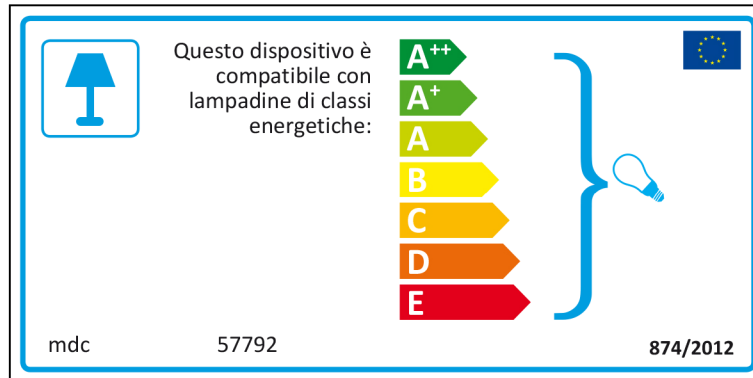 Questo dispositivo è
compatibile con
lampadine di classi
energetiche:
A++
A+
A
B
C
D
E
mdc 57792 874/2012